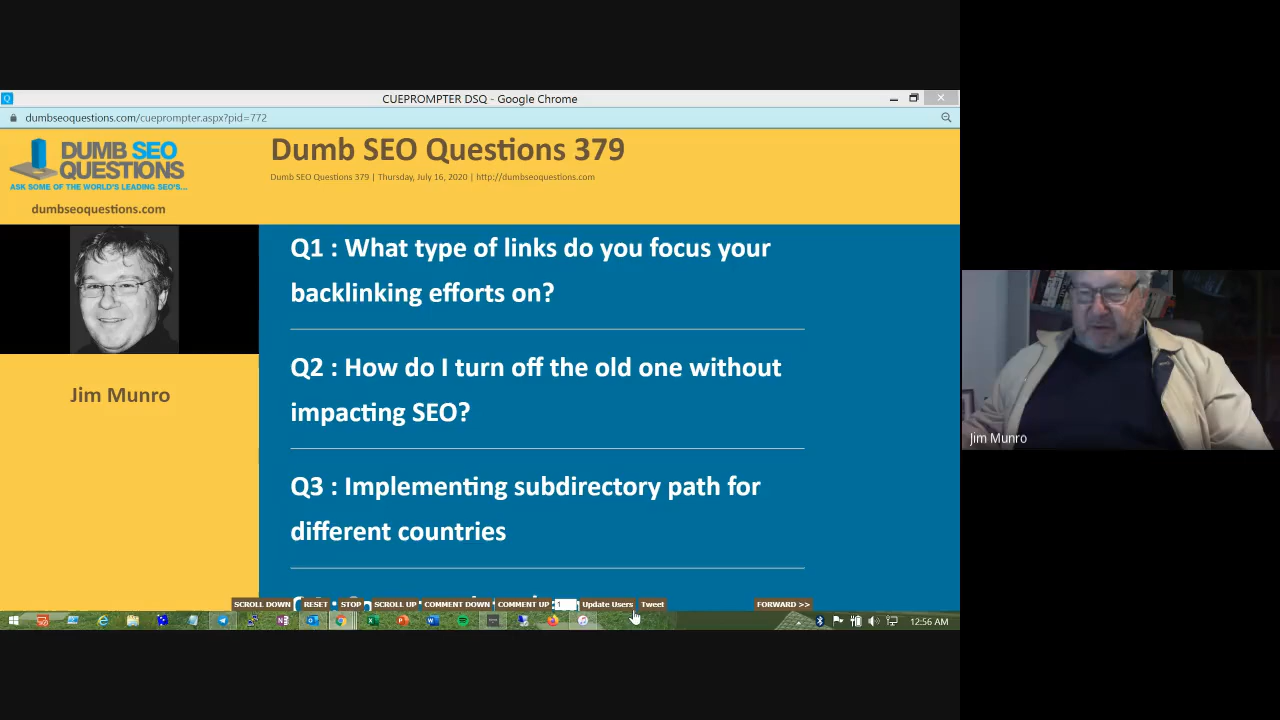 CUEPROMPTER DSQ - Google Chrome
dumbseoquestions.com/cueprompter.aspx?pid=772
DUMB SEO
QUESTIONS
ASK SOME OF THE WORLD'S LEADING SEO'S...
dumbseoquestions.com
Dumb SEO Questions 379
Dumb SEO Questions 379 | Thursday, July 16, 2020 | http://dumbseoquestions.com
Jim Munro
Q1 : What type of links do you focus your
backlinking efforts on?
Q2 : How do I turn off the old one without
impacting SEO?
Q3 : Implementing subdirectory path for
different countries
SCROLL DOWN RESET STOP SCROLL UP COMMENT DOWN COMMENT UP 1 Update Users Tweet FORWARD >>
12:56 AM
Jim Munro